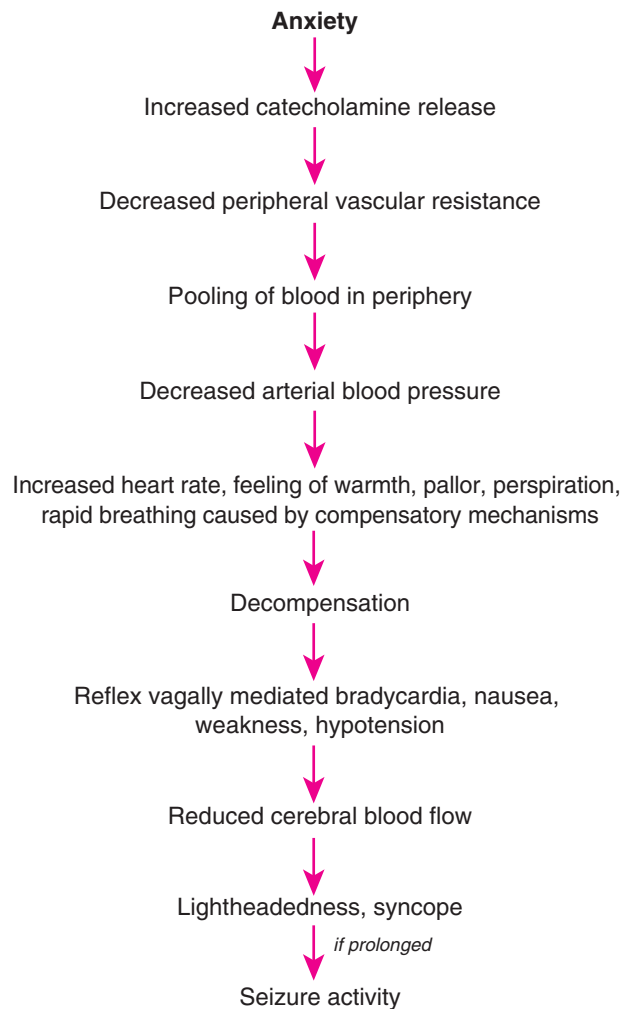 Anxiety
Increased catecholamine release
Decreased peripheral vascular resistance
Pooling of blood in periphery
Decreased arterial blood pressure
Increased heart rate, feeling of warmth, pallor, perspiration,
rapid breathing caused by compensatory mechanisms
Decompensation
Reflex vagally mediated bradycardia, nausea,
weakness, hypotension
Reduced cerebral blood flow
Lightheadedness, syncope
if prolonged
Seizure activity